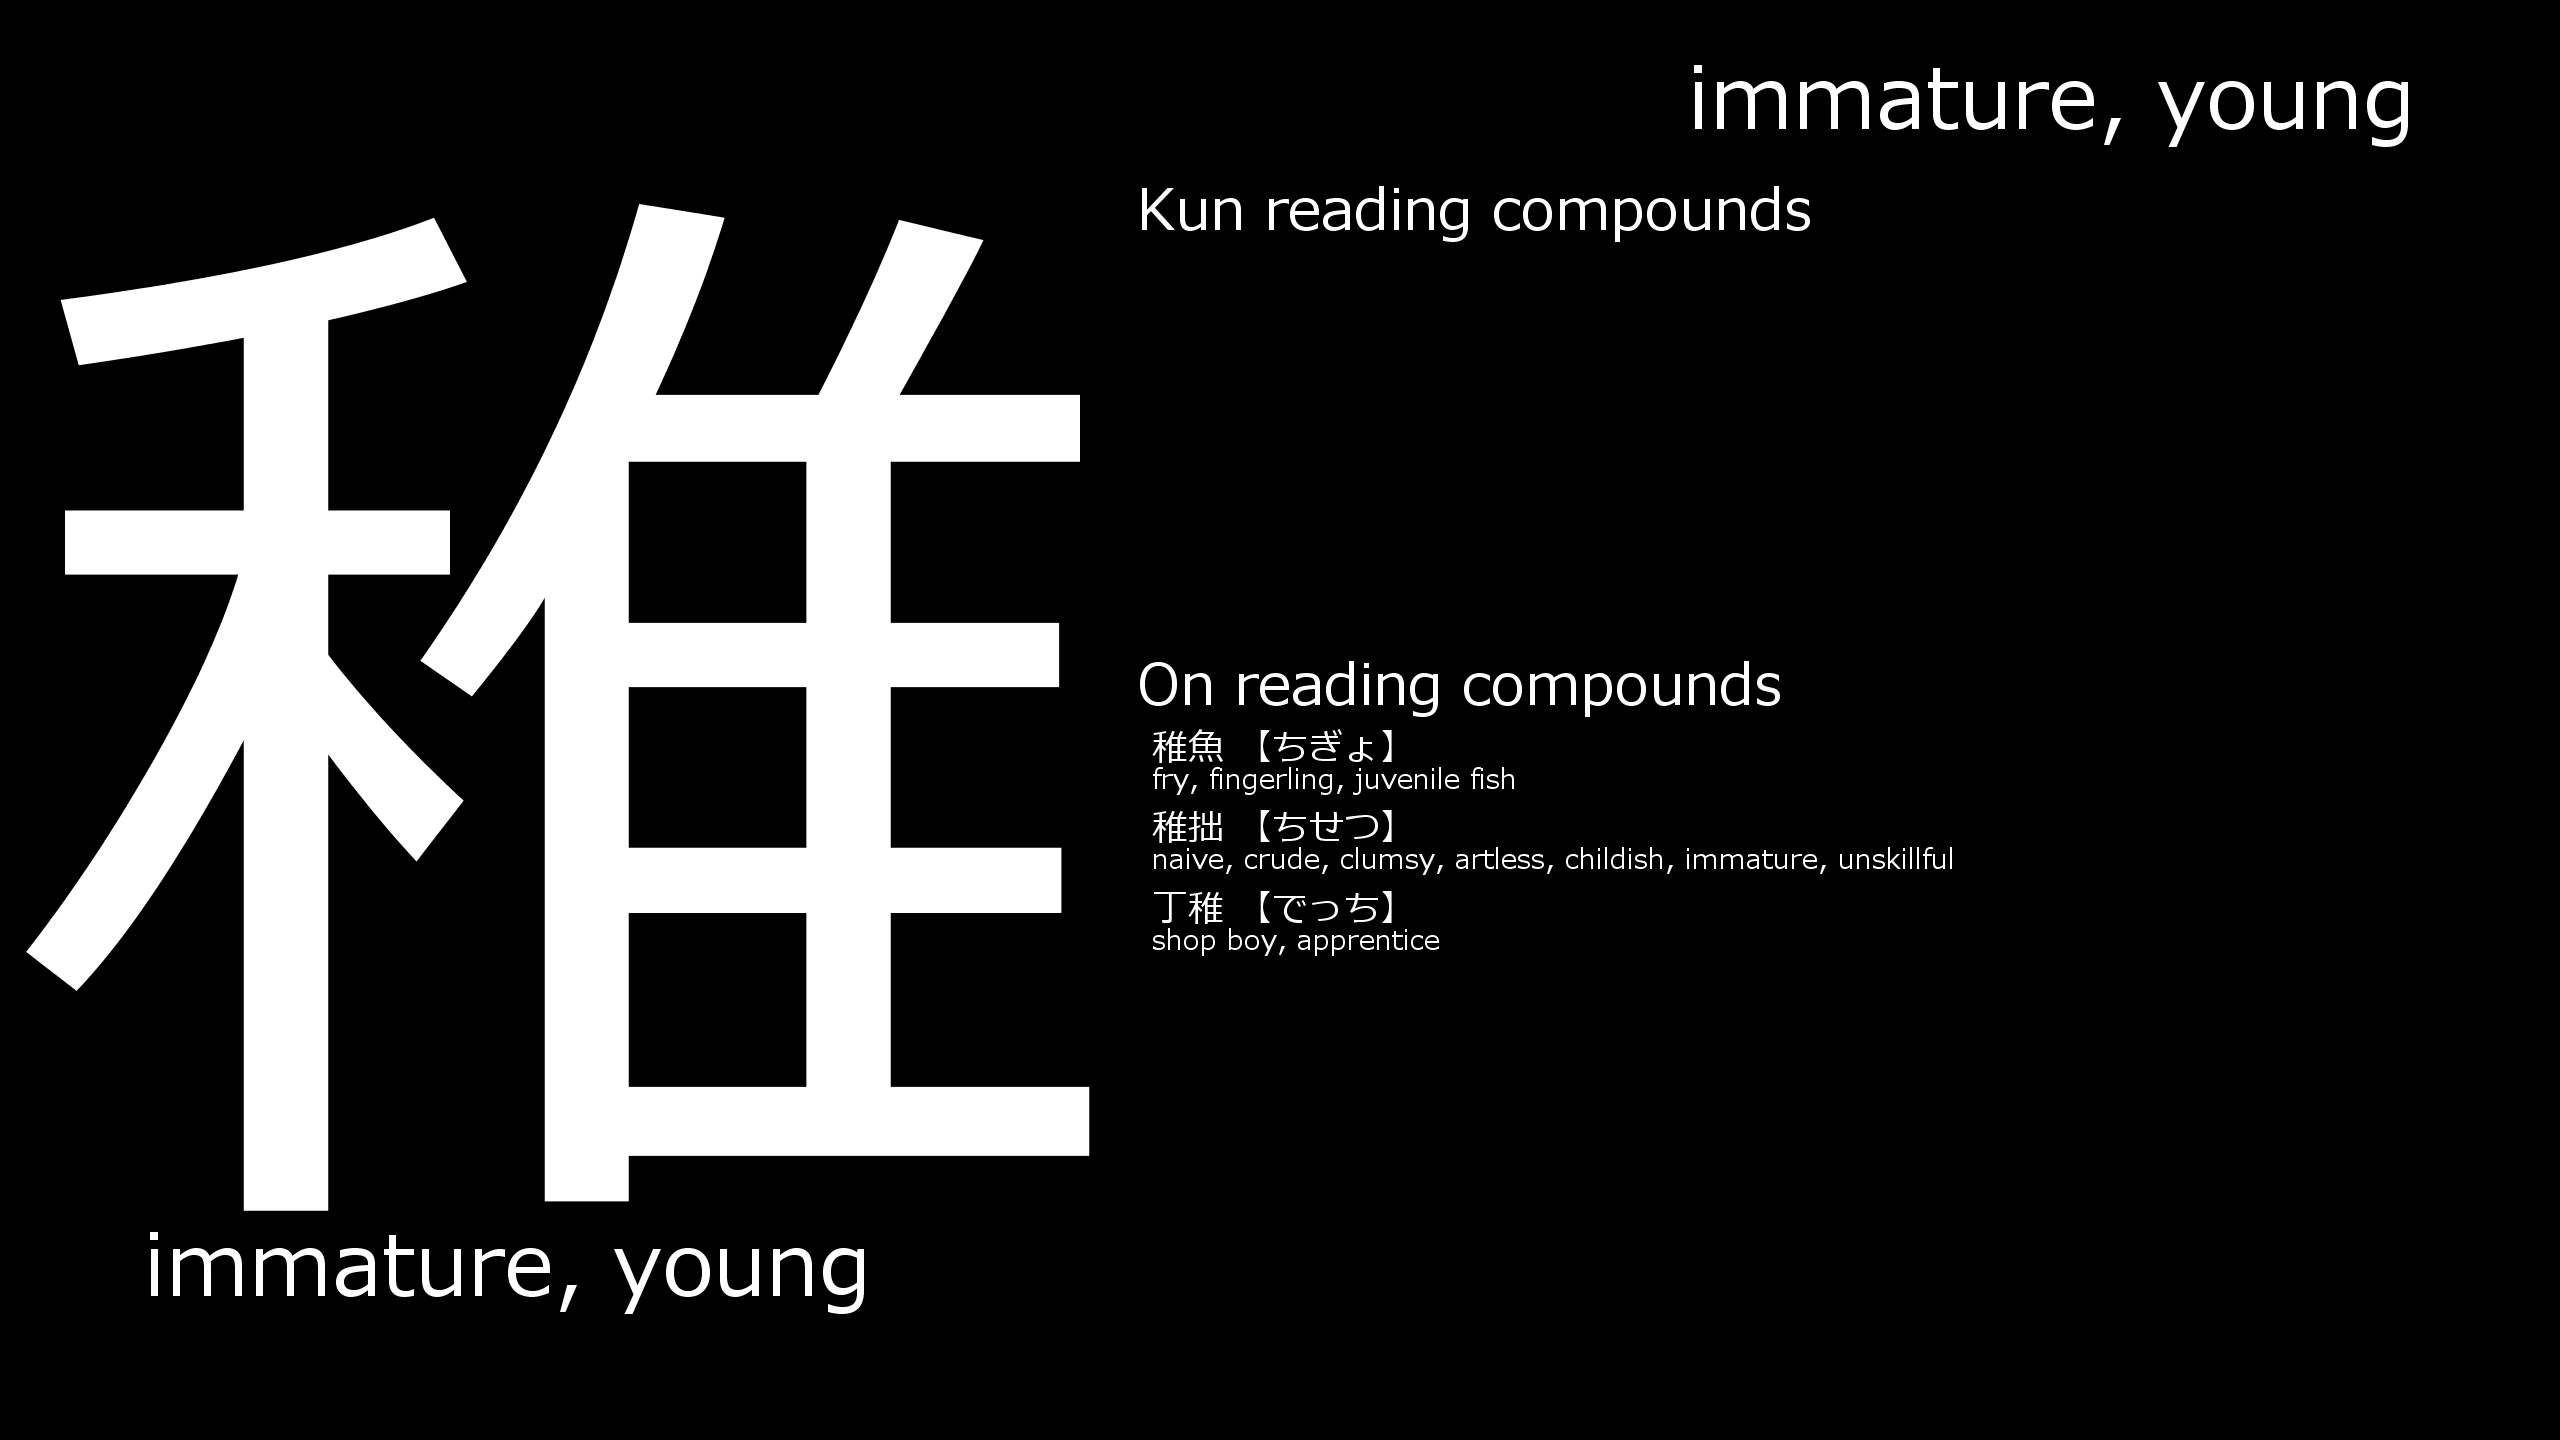 稚
immature, young
immature, young
Kun reading compounds
On reading compounds
稚魚 【ちぎょ】
fry, fingerling, juvenile fish
稚拙 【ちせつ】
naive, crude, clumsy, artless, childish, immature, unskillful
丁稚 【でっち】
shop boy, apprentice